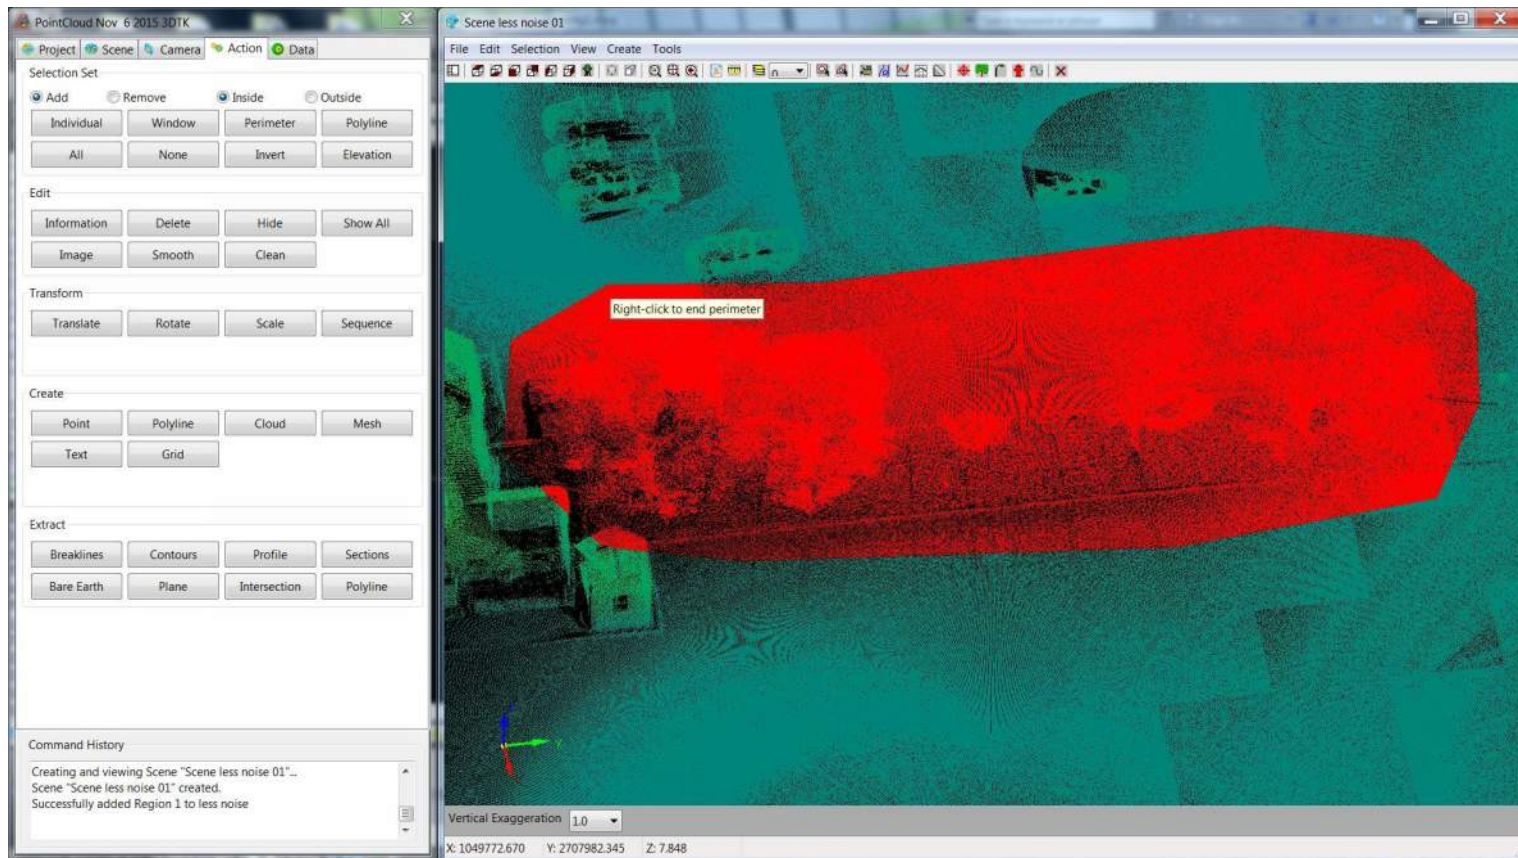 PointCloud Nov 6 2015 3DTK
Project Scene Camera Action Data
Selection Set
Add Remove Inside Outside
Individual Window Perimeter Polyline
All None Invert Elevation
Edit
Information Delete Hide Show All
Image Smooth Clean
Transform
Translate Rotate Scale Sequence
Create
Point Polyline Cloud Mesh
Text Grid
Extract
Breaklines Contours Profile Sections
Bare Earth Plane Intersection Polyline
Command History
Creating and viewing Scene "Scene less noise 01"...
Scene "Scene less noise 01" created.
Successfully added Region 1 to less noise
Scene less noise 01
File Edit Selection View Create Tools
n
Right-click to end perimeter
Y
Vertical Exaggeration 1.0
X: 1049772.670 Y: 2707982.345 Z: 7.848